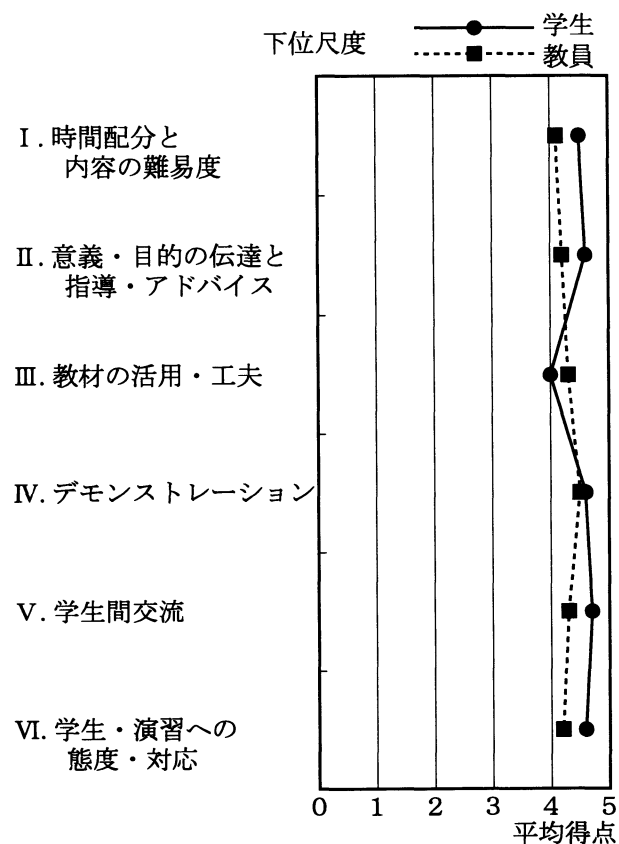 下位尺度
学生
教員
Ⅰ. 時間配分と
内容の難易度
Ⅱ. 意義・目的の伝達と
指導・アドバイス
Ⅲ. 教材の活用・工夫
Ⅳ. デモンストレーション
Ⅴ. 学生間交流
Ⅵ. 学生・演習への
態度・対応
0 1 2 3 4 5
平均得点